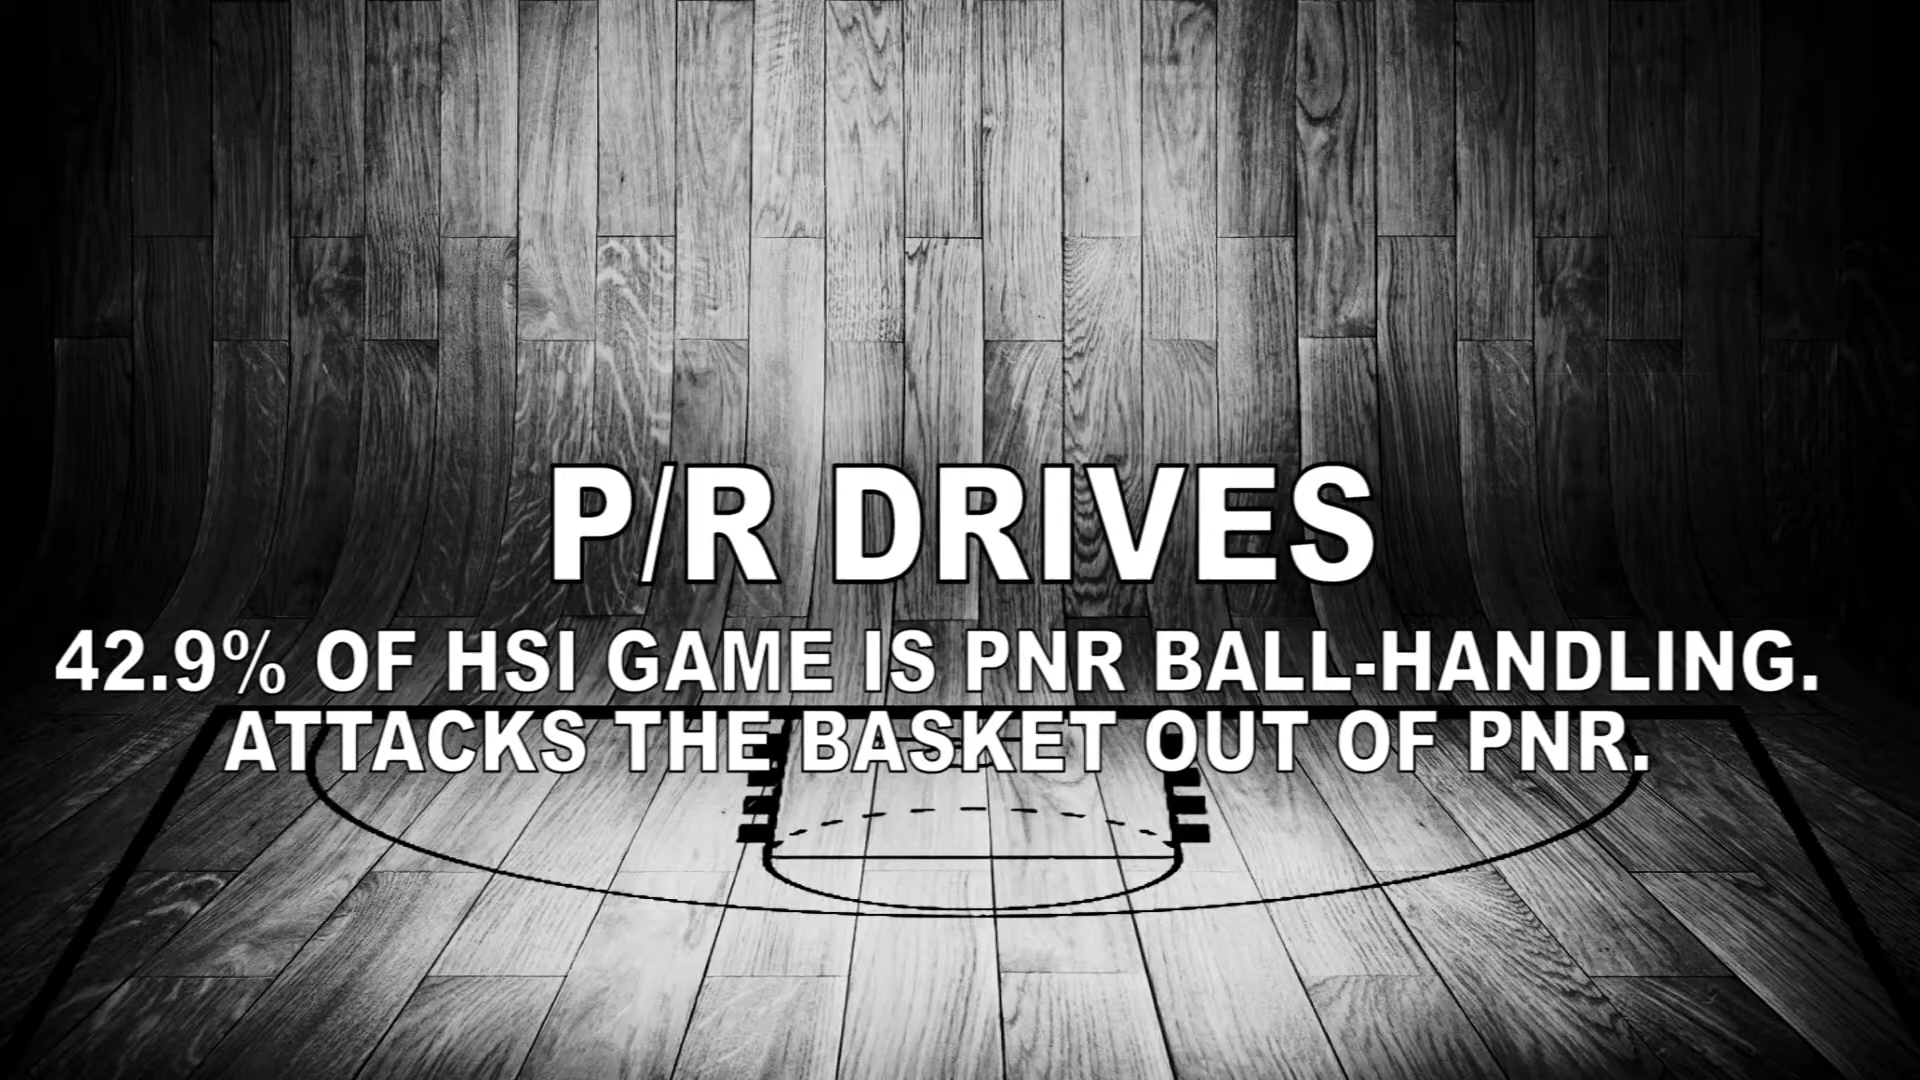 P/R DRIVES
42.9% OF HSI GAME IS PNR BALL-HANDLING.
ATTACKS THE BASKET OUT OF PNR.